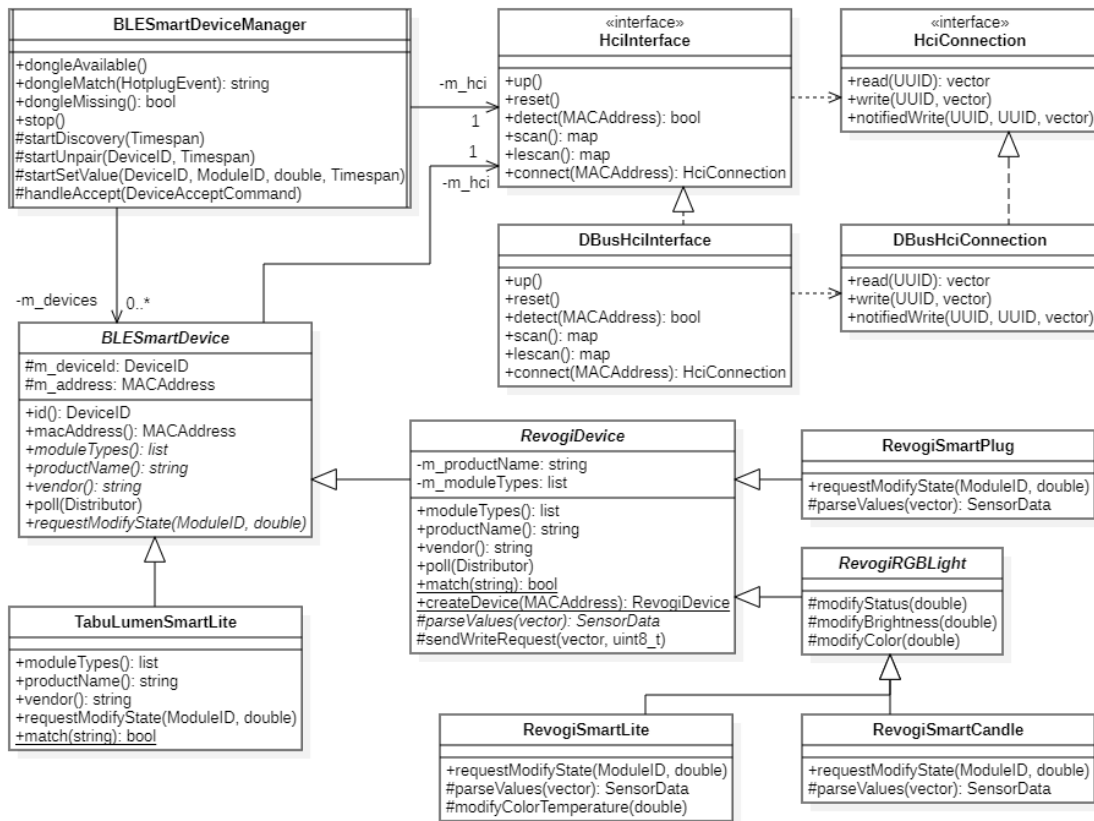 BLESmartDeviceManager
+dongleAvailable()
+dongleMatch(HotplugEvent): string
+dongleMissing(): bool
+stop()
#startDiscovery(Timespan)
#startUnpair(DeviceID, Timespan)
#startSetValue(DeviceID, ModuleID, double, Timespan)
#handleAccept(DeviceAcceptCommand)
-m_hci
1
1
-m_hci
«interface»
HciInterface
+up()
+reset()
+detect(MACAddress): bool
+scan(): map
+lescan(): map
+connect(MACAddress): HciConnection
«interface»
HciConnection
+read(UUID): vector
+write(UUID, vector)
+notifiedWrite(UUID, UUID, vector)
DBusHciInterface
+up()
+reset()
+detect(MACAddress): bool
+scan(): map
+lescan(): map
+connect(MACAddress): HciConnection
DBusHciConnection
+read(UUID): vector
+write(UUID, vector)
+notifiedWrite(UUID, UUID, vector)
-m_devices
0..*
BLESmartDevice
#m_deviceId: DeviceID
#m_address: MACAddress
+id(): DeviceID
+macAddress(): MACAddress
+moduleTypes(): list
+productName(): string
+vendor(): string
+poll(Distributor)
+requestModifyState(ModuleID, double)
RevogiDevice
-m_productName: string
-m_moduleTypes: list
+moduleTypes(): list
+productName(): string
+vendor(): string
+poll(Distributor)
+match(string): bool
+createDevice(MACAddress): RevogiDevice
#parseValues(vector): SensorData
#sendWriteRequest(vector, uint8_t)
RevogiSmartPlug
+requestModifyState(ModuleID, double)
#parseValues(vector): SensorData
RevogiRGBLight
#modifyStatus(double)
#modifyBrightness(double)
#modifyColor(double)
TabuLumenSmartLite
+moduleTypes(): list
+productName(): string
+vendor(): string
+requestModifyState(ModuleID, double)
+match(string): bool
RevogiSmartLite
+requestModifyState(ModuleID, double)
#parseValues(vector): SensorData
#modifyColorTemperature(double)
RevogiSmartCandle
+requestModifyState(ModuleID, double)
#parseValues(vector): SensorData